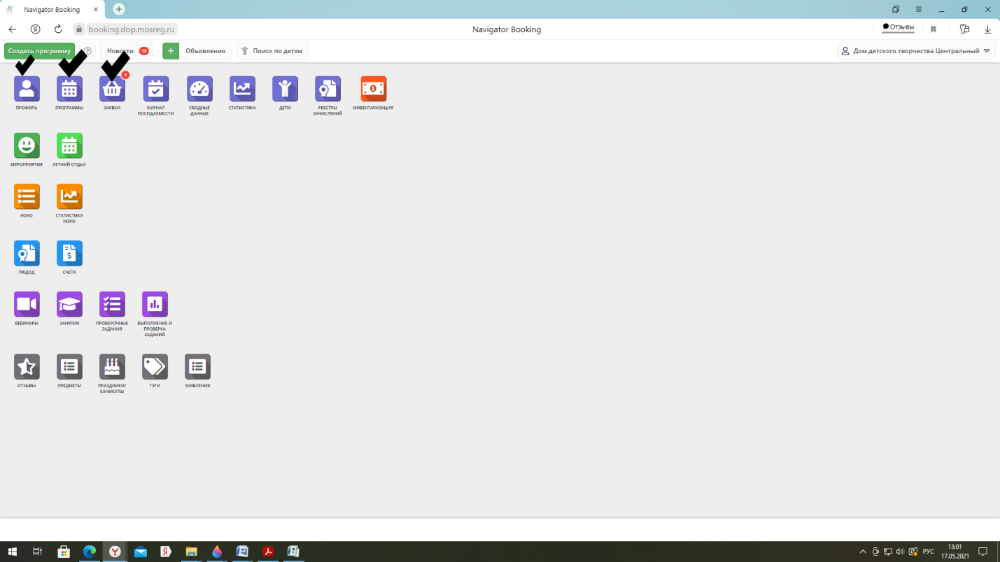 Navigator Booking
booking.dop.mosreg.ru
Navigator Booking
Отзывы
Создать программу
Новости 13
Объявления
Поиск по детям
Дом детского творчества Центральный
1
ПРОФИЛЬ
ПРОГРАММЫ
ЗАЯВКИ
ЖУРНАЛ
ПОСЕЩАЕМОСТИ
СВОДНЫЕ
ДАННЫЕ
СТАТИСТИКА
ДЕТИ
РЕЕСТРЫ
ЗАЧИСЛЕНИЙ
ИНВЕНТАРИЗАЦИЯ
МЕРОПРИЯТИЯ
ЛЕТНИЙ ОТДЫХ
НОКО
СТАТИСТИКА
НОКО
ПФДОД
СЧЕТА
ВЕБИНАРЫ
ЗАНЯТИЯ
ПРОВЕРОЧНЫЕ
ЗАДАНИЯ
ВЫПОЛНЕНИЕ И
ПРОВЕРКА
ЗАДАНИЙ
ОТЗЫВЫ
ПРЕДМЕТЫ
ПРАЗДНИКИ/
КАНИКУЛЫ
ТЭГИ
ЗАЯВЛЕНИЯ
РУС
13:01
17.05.2021